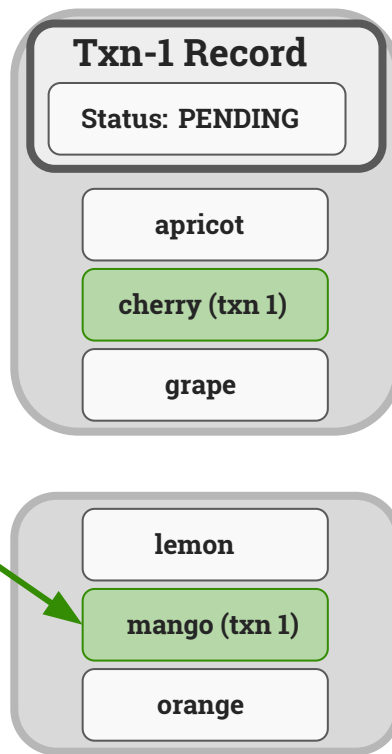 Txn-1 Record
Status: PENDING
apricot
cherry (txn 1)
grape
lemon
mango (txn 1)
orange